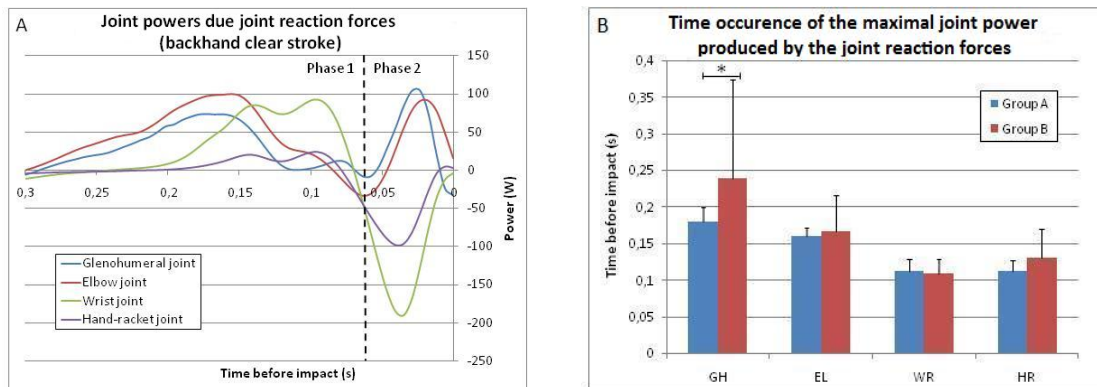 A
Joint powers due joint reaction forces
(backhand clear stroke)
Phase 1
Phase 2
150
100
50
0
-50
-100
-150
-200
-250
0,3
0,25
0,2
0,15
0,1
0,05
0
Power (W)
Glenohumeral joint
Elbow joint
Wrist joint
Hand-racket joint
Time before impact (s)
B
Time occurence of the maximal joint power
produced by the joint reaction forces
0,4
0,35
0,3
0,25
0,2
0,15
0,1
0,05
0
Time before impact (s)
*
Group A
Group B
GH
EL
WR
HR